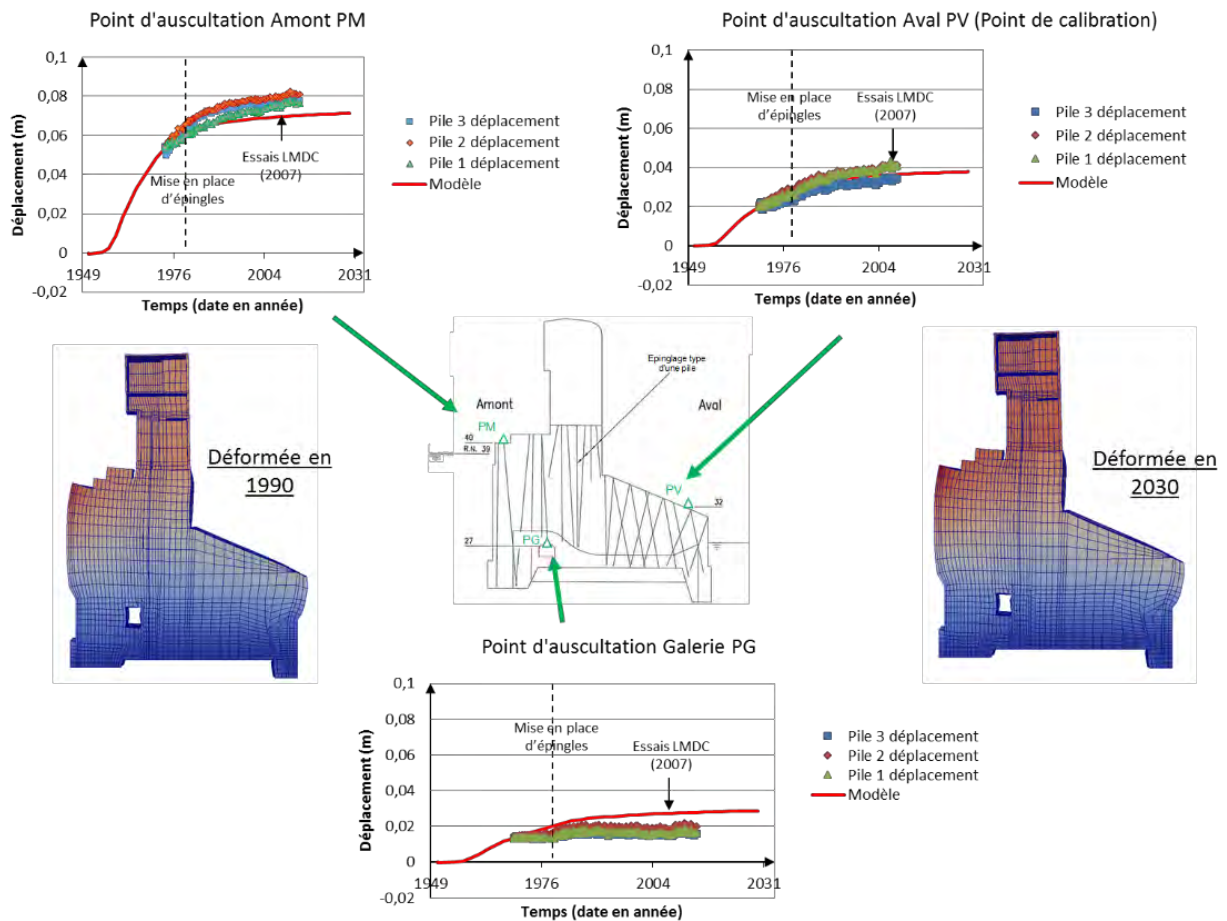 Point d'auscultation Amont PM
0,1
0,08
0,06
0,04
0,02
0
-0,02
Déplacement (m)
Mise en place
d'épingles
Essais LMDC
(2007)
1949
1976
2004
2031
Temps (date en année)
Pile 3 déplacement
Pile 2 déplacement
Pile 1 déplacement
Modèle
Point d'auscultation Aval PV (Point de calibration)
0,1
0,08
0,06
0,04
0,02
0
-0,02
Déplacement (m)
Mise en place
d'épingles
Essais LMDC
(2007)
1949
1976
2004
2031
Temps (date en année)
Pile 3 déplacement
Pile 2 déplacement
Pile 1 déplacement
Modèle
Déformée en
1990
Epinglage type
d'une pile
Amont
Aval
PM
40
R.N. 39
PV
32
PG
27
Déformée en
2030
Point d'auscultation Galerie PG
0,1
0,08
0,06
0,04
0,02
0
-0,02
Déplacement (m)
Mise en place
d'épingles
Essais LMDC
(2007)
1949
1976
2004
2031
Temps (date en année)
Pile 3 déplacement
Pile 2 déplacement
Pile 1 déplacement
Modèle